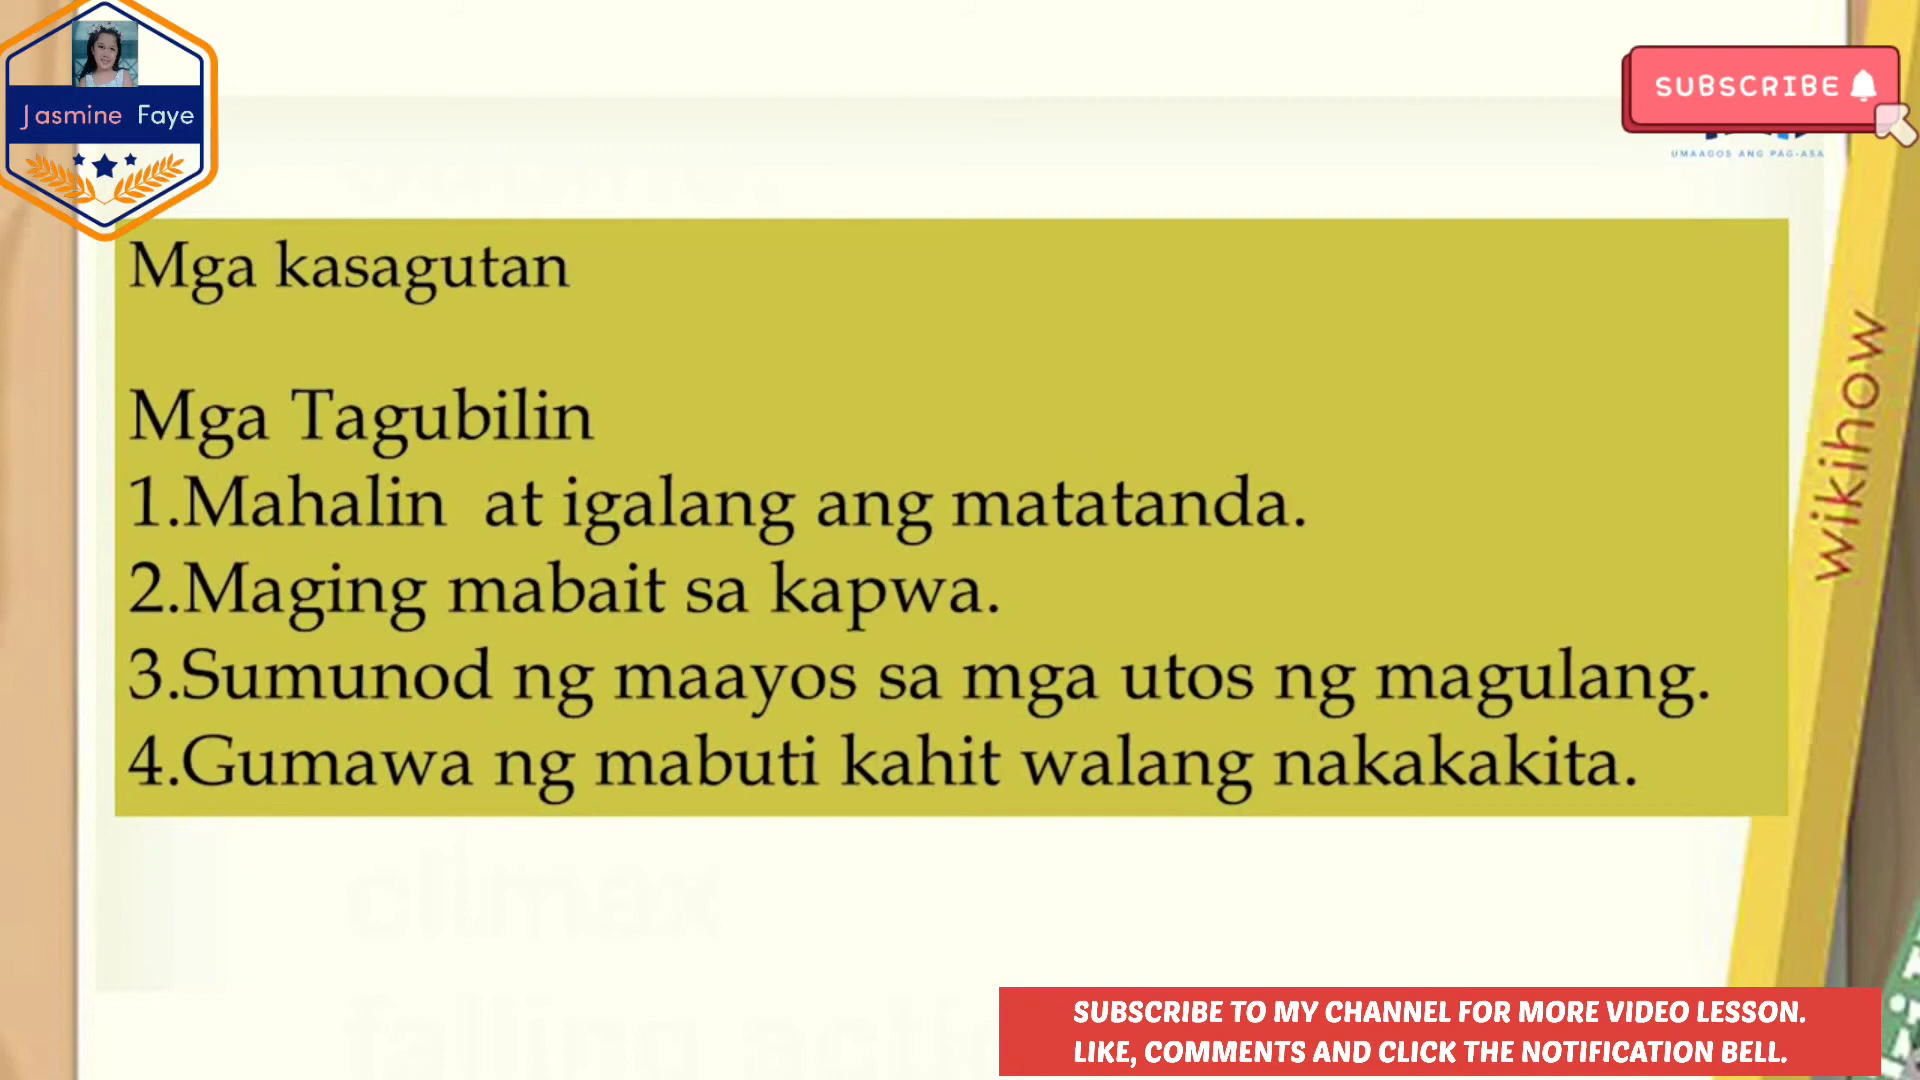 Jasmine Faye
SUBSCRIBE
UMAAGOS ANG PAG-ASA
Mga kasagutan
Mga Tagubilin
1.Mahalin at igalang ang matatanda.
2.Maging mabait sa kapwa.
3.Sumunod ng maayos sa mga utos ng magulang.
4.Gumawa ng mabuti kahit walang nakakakita.
wikihow
climax
falling
SUBSCRIBE TO MY CHANNEL FOR MORE VIDEO LESSON.
LIKE, COMMENTS AND CLICK THE NOTIFICATION BELL.